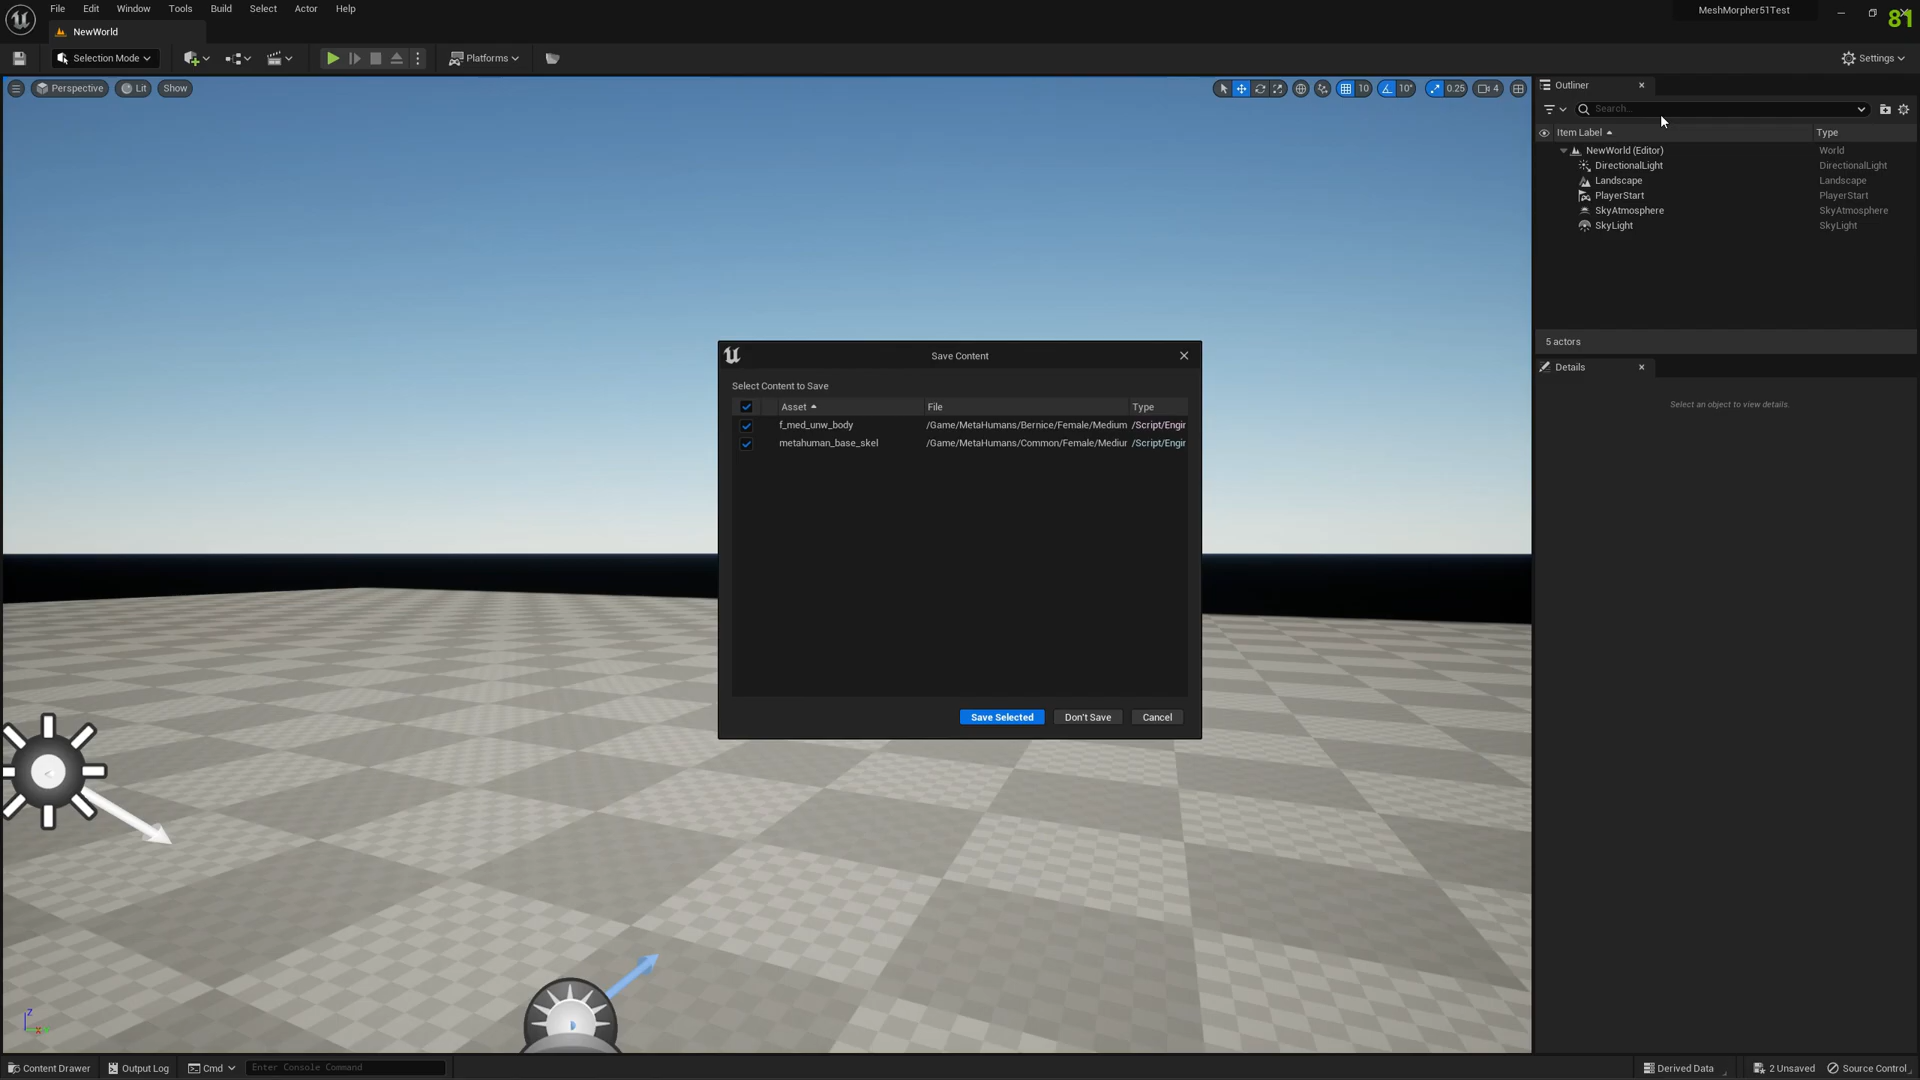 File Edit Window Tools Build Select Actor Help
MeshMorpher51Test
81
NewWorld
Selection Mode
Platforms
Settings
Perspective Lit Show
10 10° 0.25 4
Outliner
Search...
Item Label Type
NewWorld (Editor) World
DirectionalLight DirectionalLight
Landscape Landscape
PlayerStart PlayerStart
SkyAtmosphere SkyAtmosphere
SkyLight SkyLight
5 actors
Details
Select an object to view details.
Save Content
Select Content to Save
Asset File Type
f_med_unw_body /Game/MetaHumans/Bernice/Female/Medium /Script/Engin
metahuman_base_skel /Game/MetaHumans/Common/Female/Mediur /Script/Engin
Save Selected Don't Save Cancel
Z
Content Drawer Output Log Cmd Enter Console Command
Derived Data 2 Unsaved Source Control